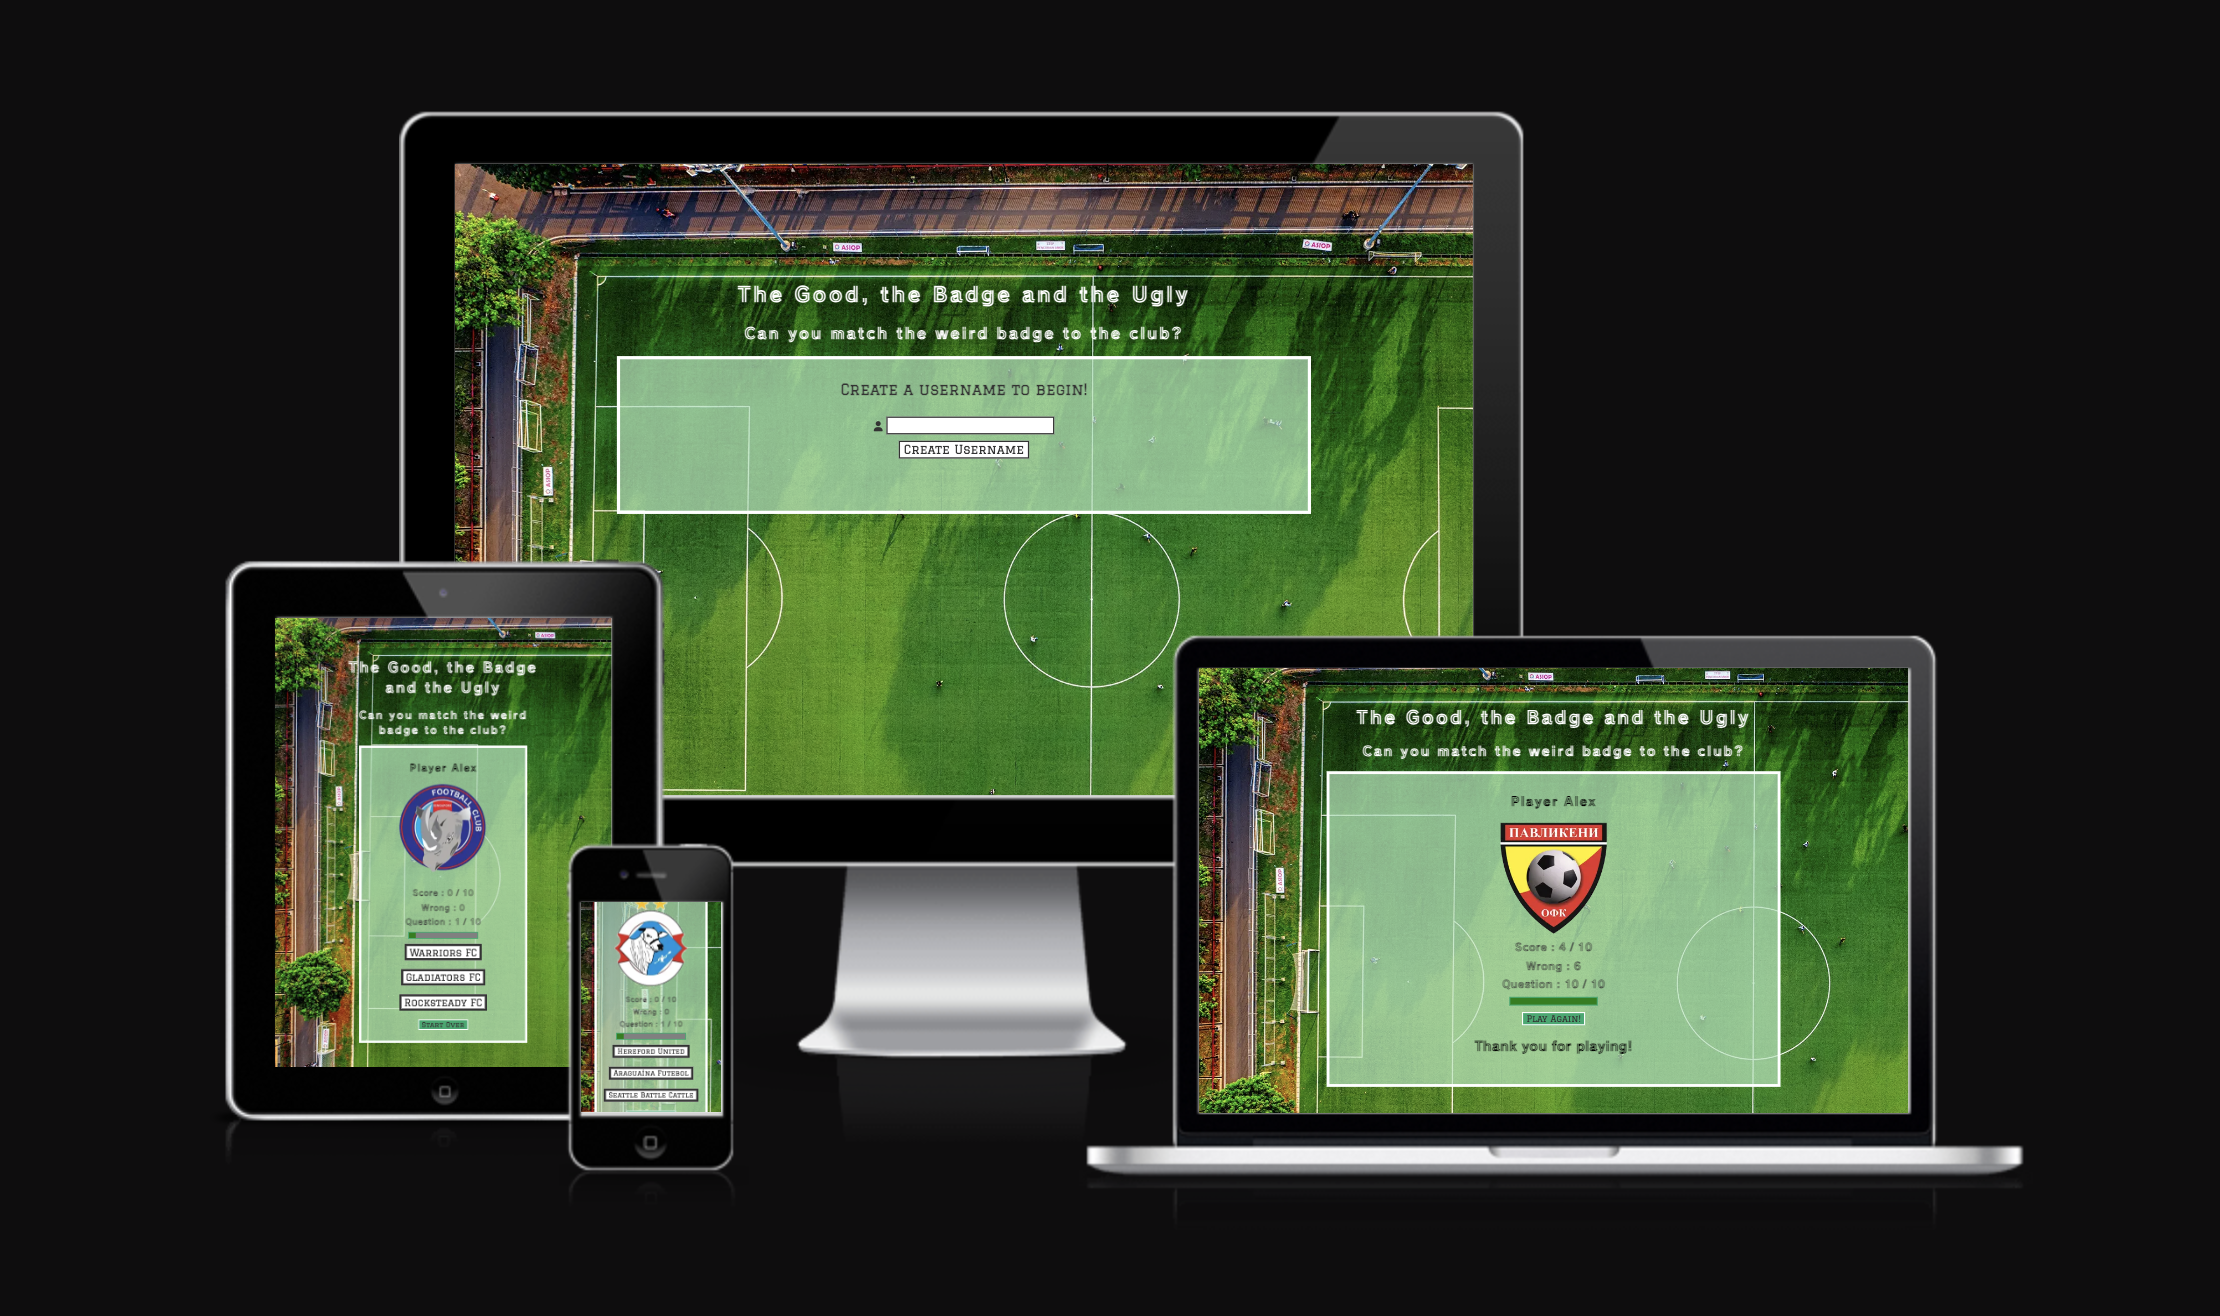 ASOP
ASOP
The Good, the Badge and the Ugly
Can you match the weird badge to the club?
Create a username to begin!
Create Username
The Good, the Badge
and the Ugly
Can you match the weird
badge to the club?
Player Alex
FOOTBALL CLUB
Score : 0 / 10
Wrong : 0
Question : 1 / 10
Warriors FC
Gladiators FC
Rocksteady FC
Start Over
Score : 0 / 10
Wrong : 0
Question : 1 / 10
Hereford United
Araguaína Futebol
Seattle Battle Cattle
The Good, the Badge and the Ugly
Can you match the weird badge to the club?
Player Alex
ПАВЛИКЕНИ
ОФК
Score : 4 / 10
Wrong : 6
Question : 10 / 10
Play Again!
Thank you for playing!